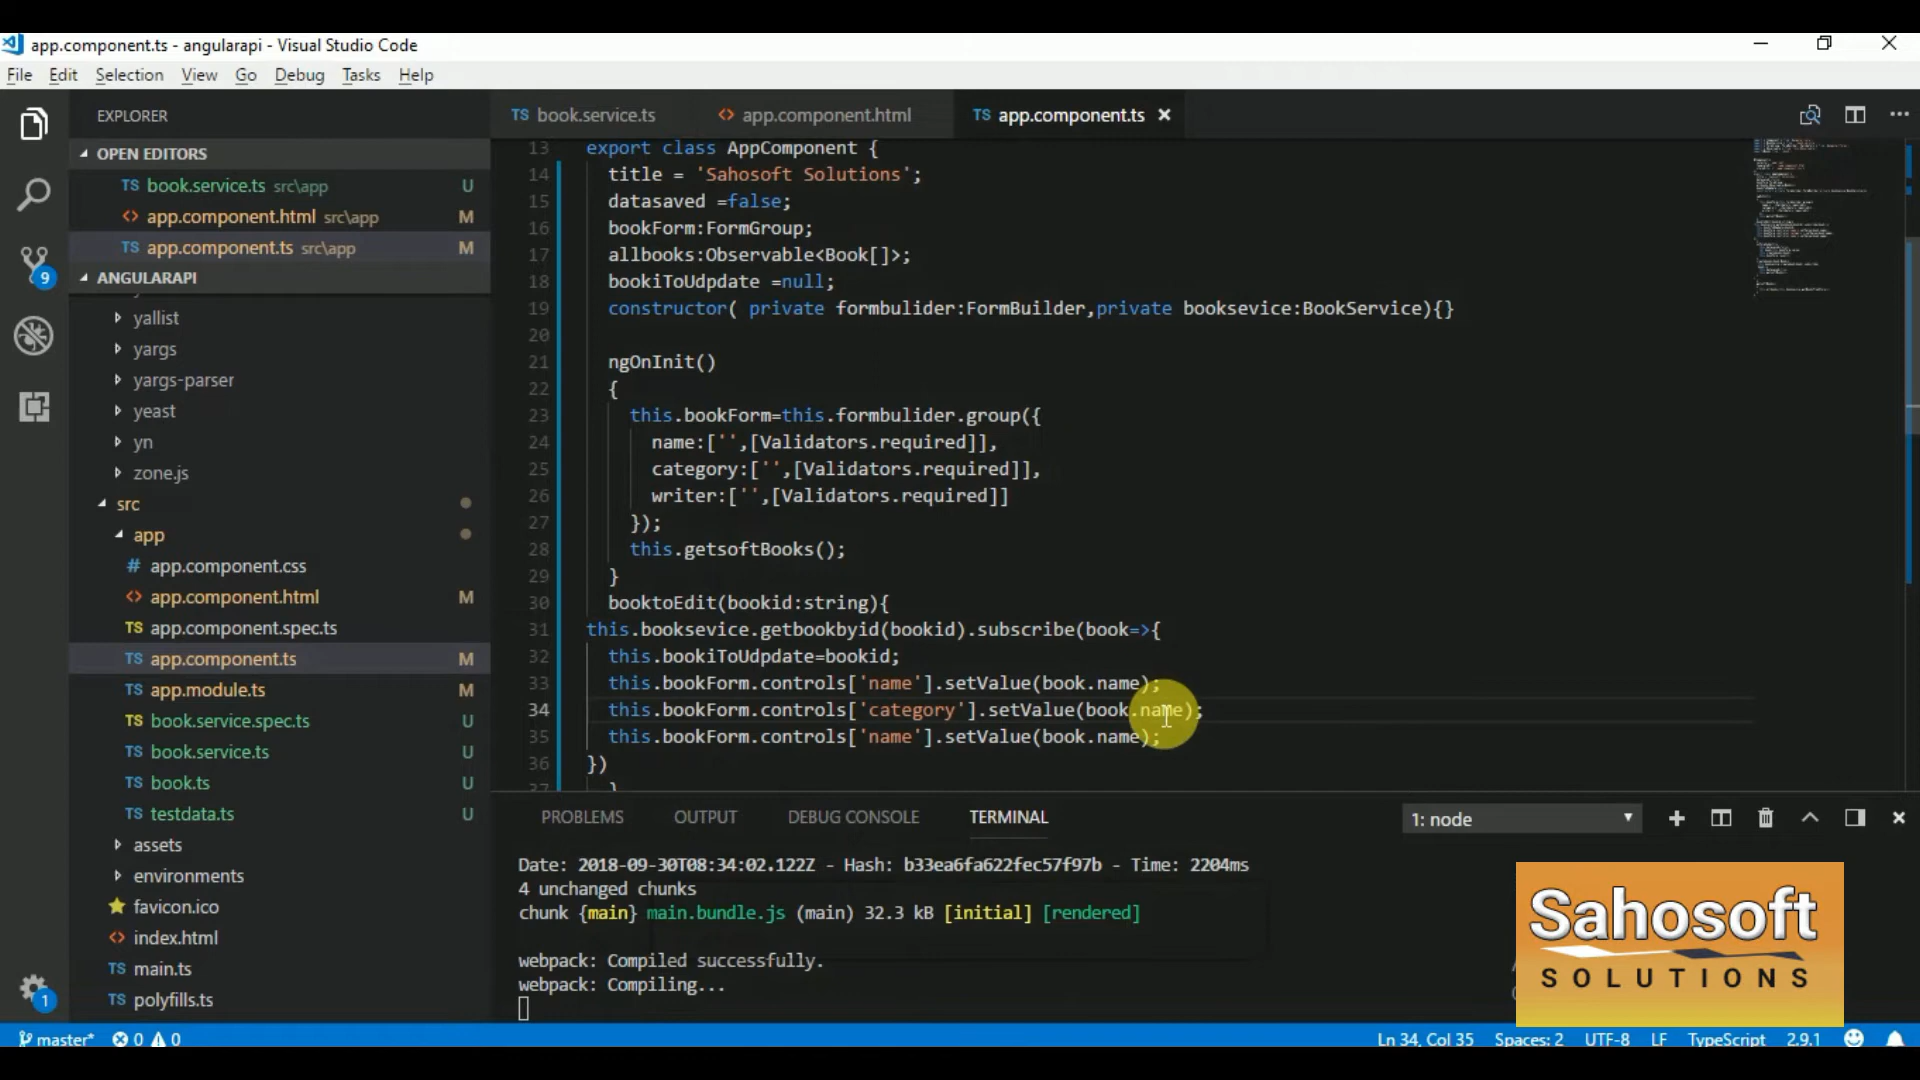 app.component.ts - angularapi - Visual Studio Code
File Edit Selection View Go Debug Tasks Help
EXPLORER
OPEN EDITORS
TS book.service.ts src\app U
<> app.component.html src\app M
TS app.component.ts src\app M
ANGULARAPI
yallist
yargs
yargs-parser
yeast
yn
zone.js
src
app
# app.component.css
<> app.component.html M
TS app.component.spec.ts
TS app.component.ts M
TS app.module.ts M
TS book.service.spec.ts U
TS book.service.ts U
TS book.ts U
TS testdata.ts U
assets
environments
favicon.ico
<> index.html
TS main.ts
TS polyfills.ts
9
1
TS book.service.ts <> app.component.html TS app.component.ts ×
13 export class AppComponent {
14 title = 'Sahosoft Solutions';
15 datasaved =false;
16 bookForm:FormGroup;
17 allbooks:Observable<Book[]>;
18 bookiToUdpdate =null;
19 constructor( private formbulider:FormBuilder,private booksevice:BookService){}
20
21 ngOnInit()
22 {
23 this.bookForm=this.formbulider.group({
24 name:['',[Validators.required]],
25 category:['',[Validators.required]],
26 writer:['',[Validators.required]]
27 });
28 this.getsoftBooks();
29 }
30 booktoEdit(bookid:string){
31 this.booksevice.getbookbyid(bookid).subscribe(book=>{
32 this.bookiToUdpdate=bookid;
33 this.bookForm.controls['name'].setValue(book.name);
34 this.bookForm.controls['category'].setValue(book.name);
35 this.bookForm.controls['name'].setValue(book.name);
36 })
37 }
PROBLEMS OUTPUT DEBUG CONSOLE TERMINAL 1: node
Date: 2018-09-30T08:34:02.122Z - Hash: b33ea6fa622fec57f97b - Time: 2204ms
4 unchanged chunks
chunk {main} main.bundle.js (main) 32.3 kB [initial] [rendered]
webpack: Compiled successfully.
webpack: Compiling...
Sahosoft
SOLUTIONS
master* 0 0 Ln 34, Col 35 Spaces: 2 UTF-8 LF TypeScript 2.9.1